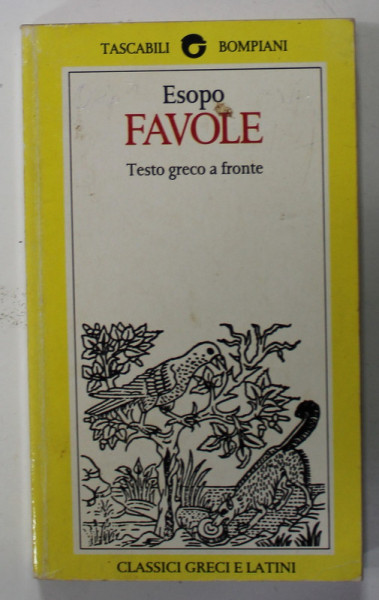 TASCABILI BOMPIANI
Esopo
FAVOLE
Testo greco a fronte
CLASSICI GRECI E LATINI